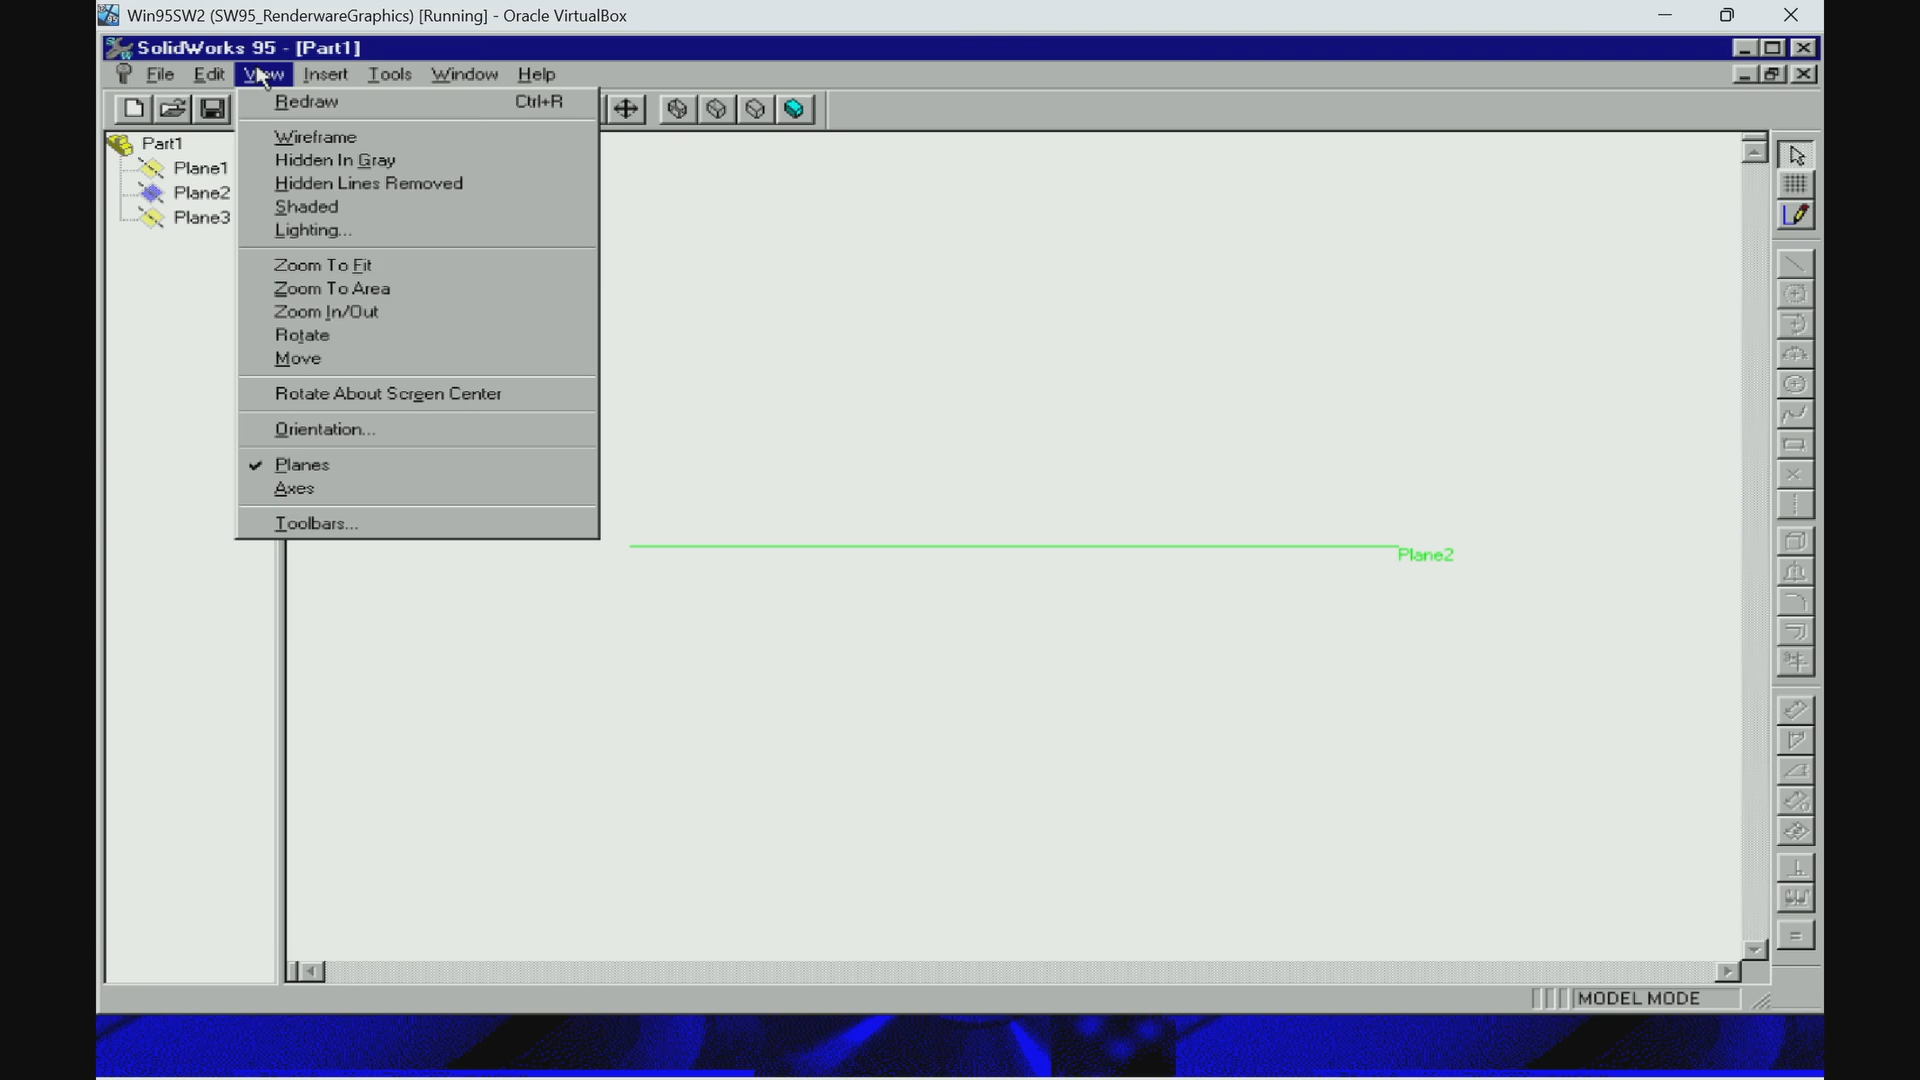 Win95SW2 (SW95_RenderwareGraphics) [Running] - Oracle VirtualBox
SolidWorks 95 - [Part1]
File Edit View Insert Tools Window Help
Redraw Ctrl+R
Wireframe
Hidden In Gray
Hidden Lines Removed
Shaded
Lighting...
Zoom To Fit
Zoom To Area
Zoom In/Out
Rotate
Move
Rotate About Screen Center
Orientation...
Planes
Axes
Toolbars...
Part1
Plane1
Plane2
Plane3
Plane2
MODEL MODE